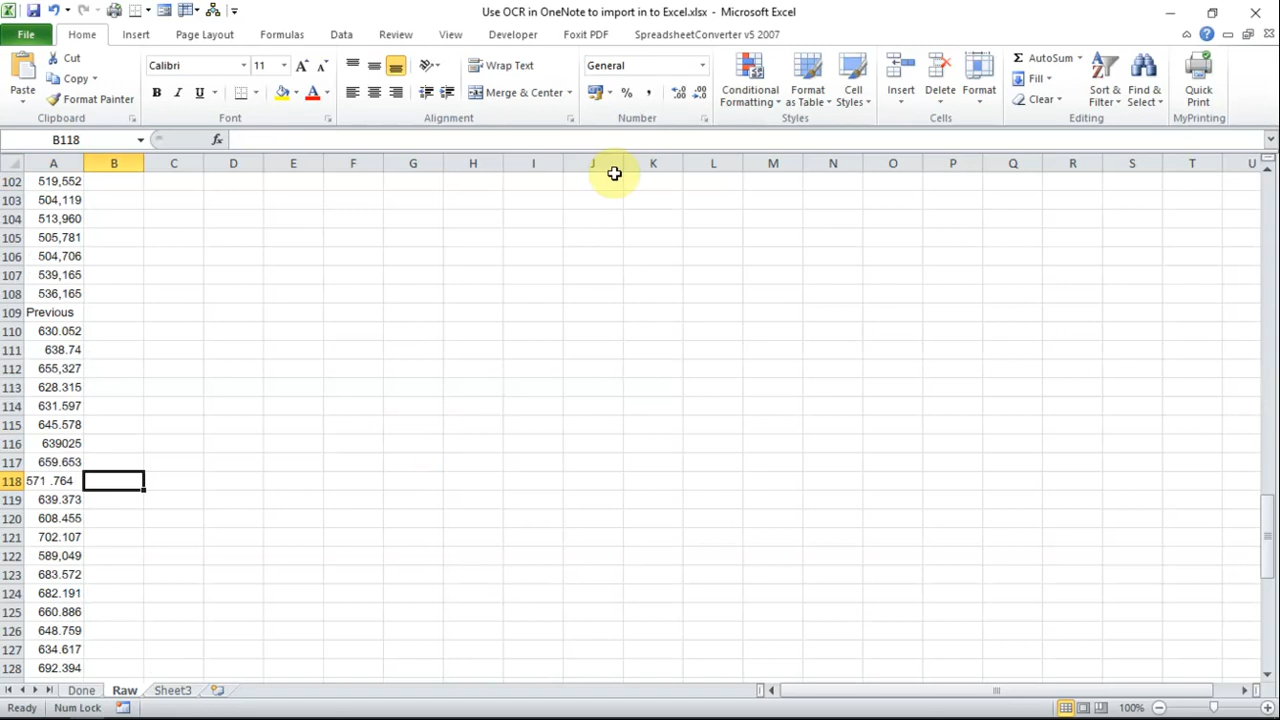 Use OCR in OneNote to import in to Excel.xlsx - Microsoft Excel
File Home Insert Page Layout Formulas Data Review View Developer Foxit PDF SpreadsheetConverter v5 2007
Paste
Cut
Copy
Format Painter
Clipboard
Calibri 11
B I U
Font
Wrap Text
Merge & Center
Alignment
General
% ,
Number
Conditional Formatting
Format as Table
Cell Styles
Styles
Insert
Delete
Format
Cells
Σ AutoSum
Fill
Clear
Sort & Filter
Find & Select
Editing
Quick Print
MyPrinting
B118 fx
A B C D E F G H I J K L M N O P Q R S T U
102 519,552
103 504,119
104 513,960
105 505,781
106 504,706
107 539,165
108 536,165
109 Previous
110 630.052
111 638.74
112 655,327
113 628.315
114 631.597
115 645.578
116 639025
117 659.653
118 571 .764
119 639.373
120 608.455
121 702.107
122 589,049
123 683.572
124 682.191
125 660.886
126 648.759
127 634.617
128 692.394
Done Raw Sheet3
Ready Num Lock 100%